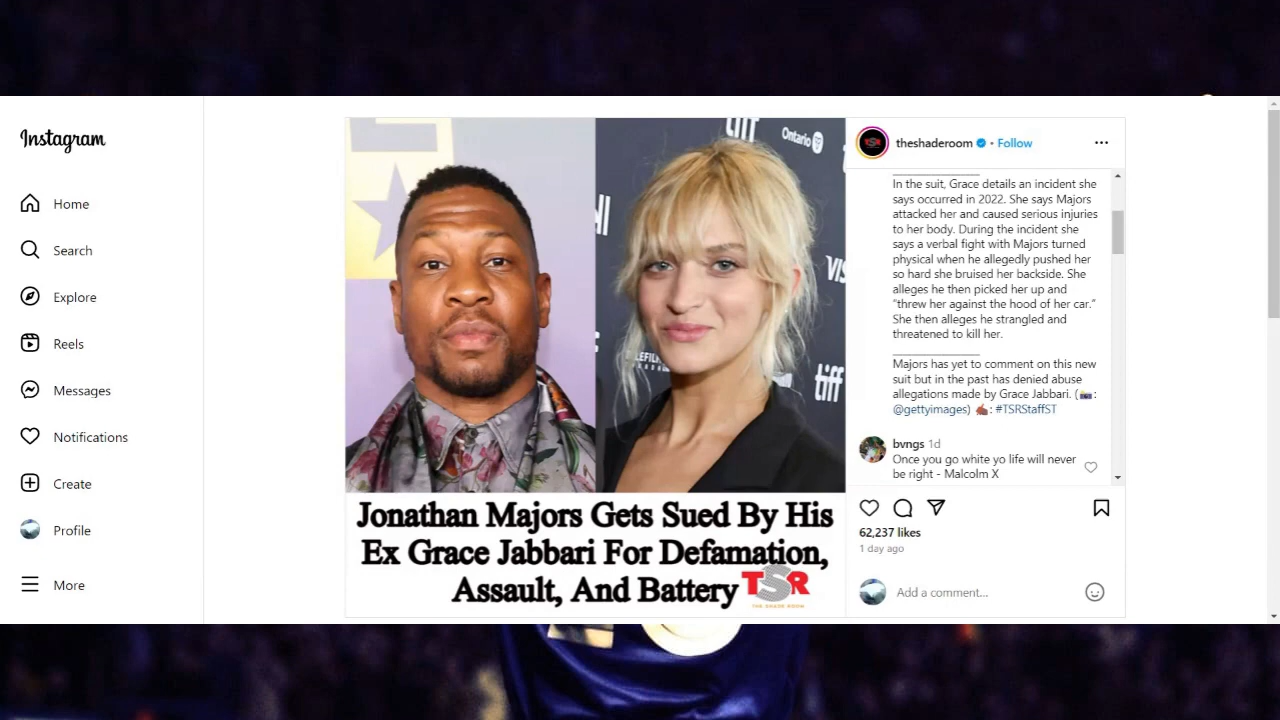 Instagram
Home
Search
Explore
Reels
Messages
Notifications
Create
Profile
More
Ontario
tiff
Jonathan Majors Gets Sued By His
Ex Grace Jabbari For Defamation,
Assault, And Battery
TSR
THE SHADE ROOM
theshaderoom • Follow
In the suit, Grace details an incident she
says occurred in 2022. She says Majors
attacked her and caused serious injuries
to her body. During the incident she
says a verbal fight with Majors turned
physical when he allegedly pushed her
so hard she bruised her backside. She
alleges he then picked her up and
“threw her against the hood of her car.”
She then alleges he strangled and
threatened to kill her.
Majors has yet to comment on this new
suit but in the past has denied abuse
allegations made by Grace Jabbari. (📷:
@gettyimages) ✍🏾: #TSRStaffST
bvngs 1d
Once you go white yo life will never
be right - Malcolm X
62,237 likes
1 day ago
Add a comment...